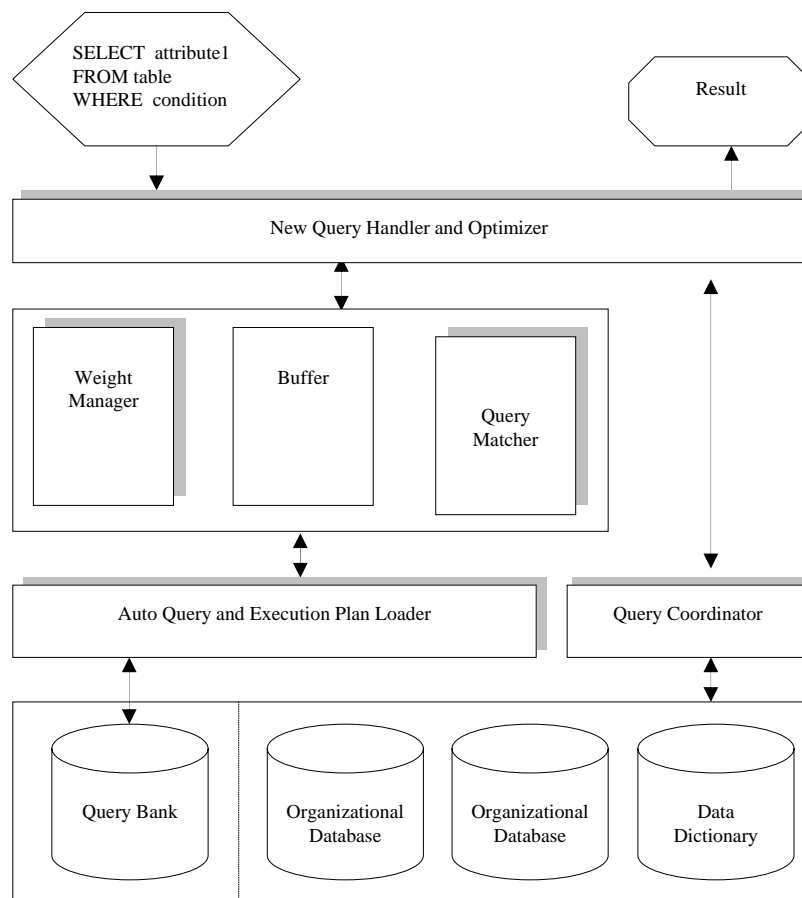 SELECT attribute1
FROM table
WHERE condition
Result
New Query Handler and Optimizer
Weight
Manager
Buffer
Query
Matcher
Auto Query and Execution Plan Loader
Query Coordinator
Query Bank
Organizational
Database
Organizational
Database
Data
Dictionary